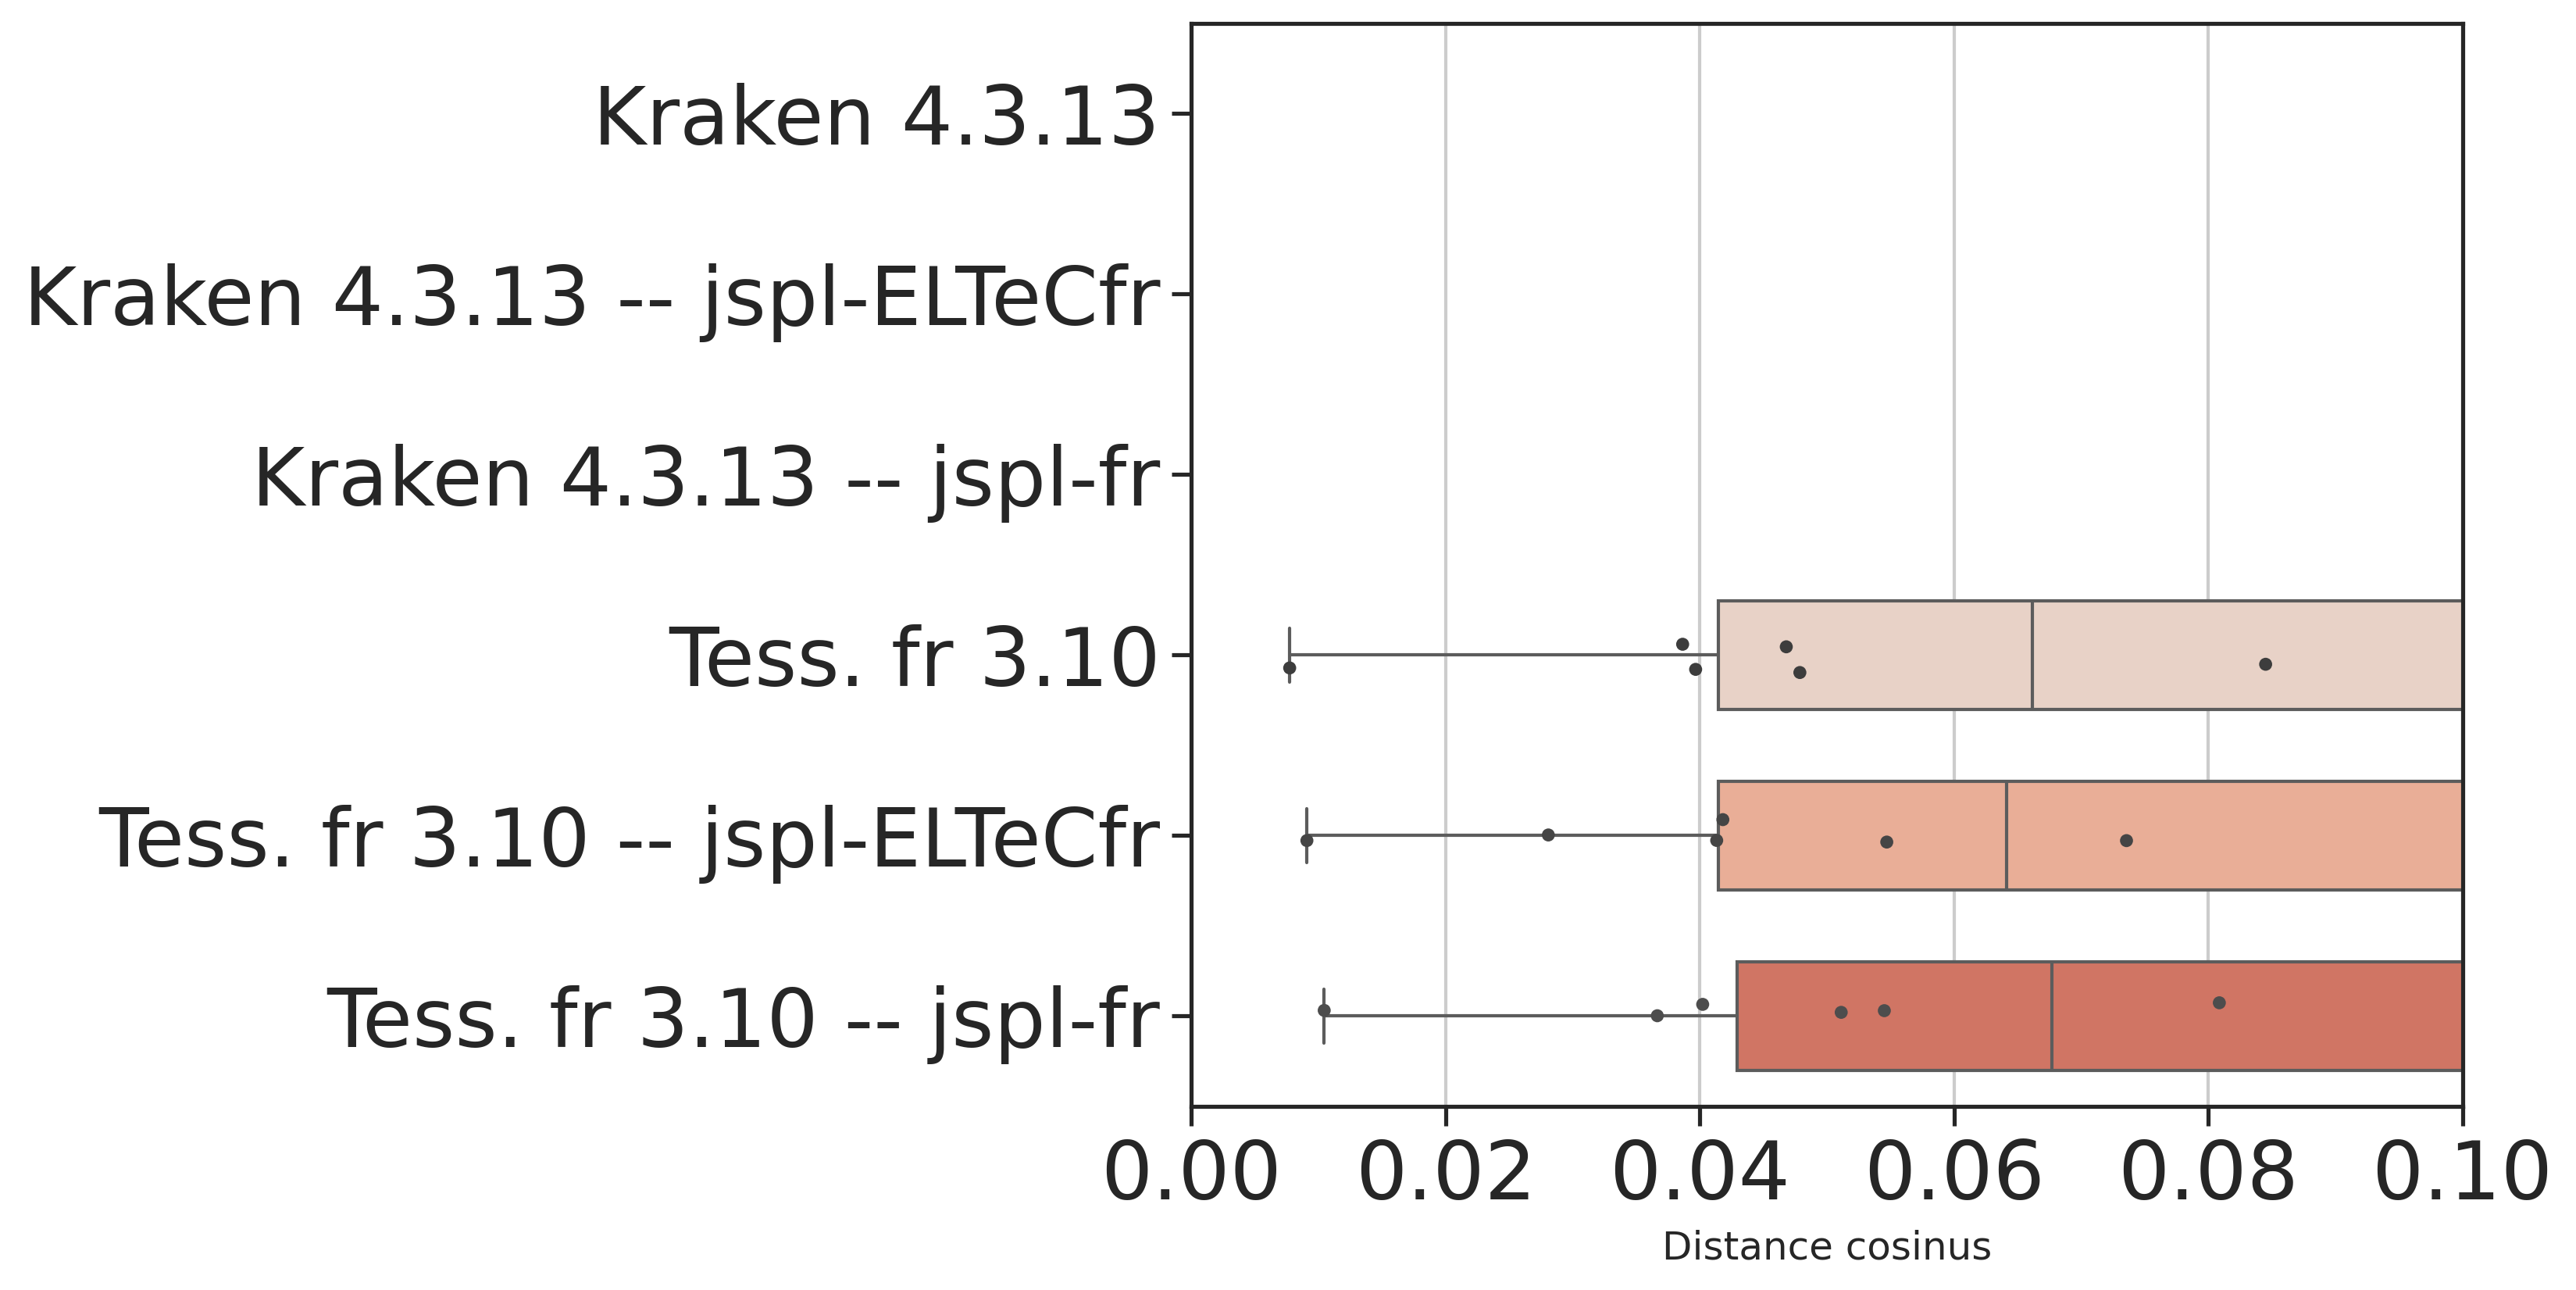 Kraken 4.3.13
Kraken 4.3.13 -- jspl-ELTeCfr
Kraken 4.3.13 -- jspl-fr
Tess. fr 3.10
Tess. fr 3.10 -- jspl-ELTeCfr
Tess. fr 3.10 -- jspl-fr
0.00 0.02 0.04 0.06 0.08 0.10
Distance cosinus